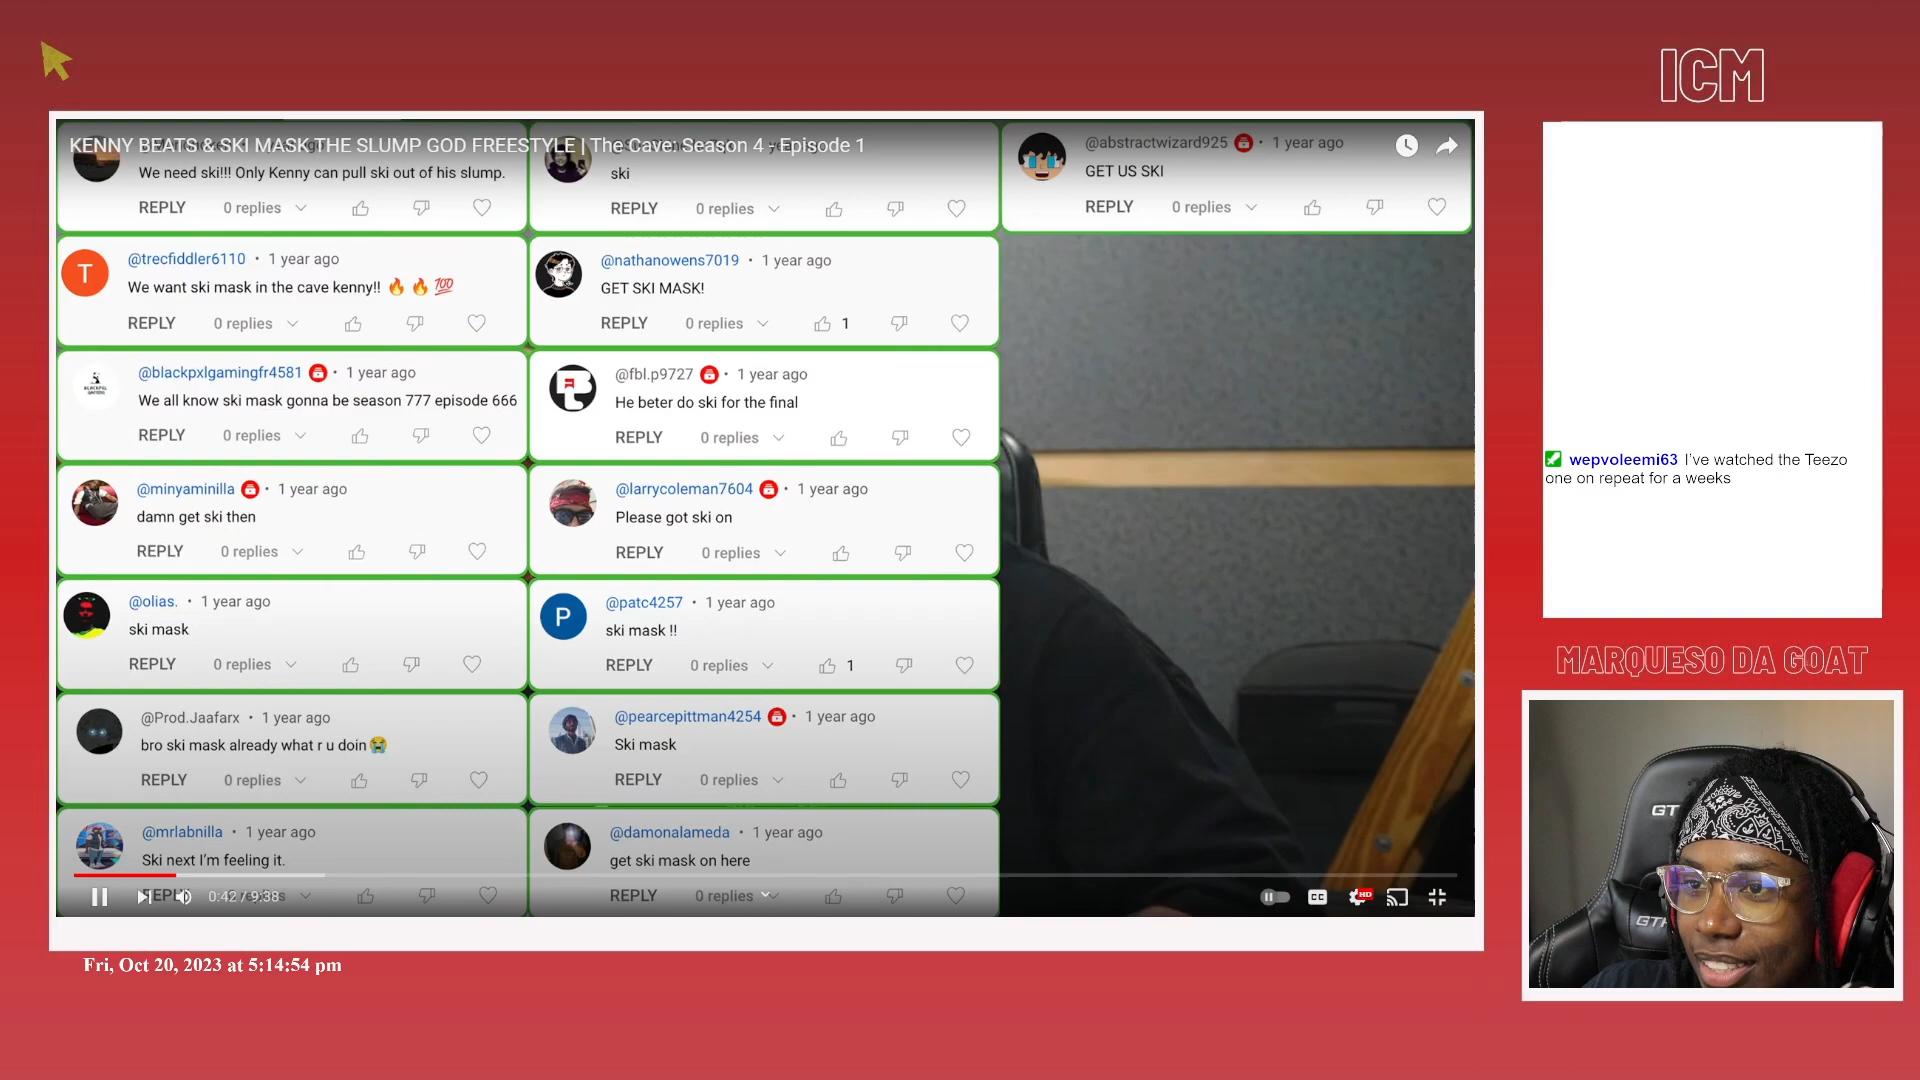 ICM
KENNY BEATS & SKI MASK THE SLUMP GOD FREESTYLE | The Cave: Season 4 - Episode 1
We need ski!!! Only Kenny can pull ski out of his slump.
REPLY 0 replies
ski
REPLY 0 replies
@abstractwizard925 • 1 year ago
GET US SKI
REPLY 0 replies
T
@trecfiddler6110 • 1 year ago
We want ski mask in the cave kenny!! 🔥 🔥 💯
REPLY 0 replies
@nathanowens7019 • 1 year ago
GET SKI MASK!
REPLY 0 replies 1
@blackpxlgamingfr4581 • 1 year ago
We all know ski mask gonna be season 777 episode 666
REPLY 0 replies
@fbl.p9727 • 1 year ago
He beter do ski for the final
REPLY 0 replies
@minyaminilla • 1 year ago
damn get ski then
REPLY 0 replies
@larrycoleman7604 • 1 year ago
Please got ski on
REPLY 0 replies
@olias. • 1 year ago
ski mask
REPLY 0 replies
P
@patc4257 • 1 year ago
ski mask !!
REPLY 0 replies 1
@Prod.Jaafarx • 1 year ago
bro ski mask already what r u doin 😭
REPLY 0 replies
@pearcepittman4254 • 1 year ago
Ski mask
REPLY 0 replies
@mrlabnilla • 1 year ago
Ski next I'm feeling it.
REPLY 0 replies
@damonalameda • 1 year ago
get ski mask on here
REPLY 0 replies
0:42 / 9:38
CC
HD
wepvoleemi63 I've watched the Teezo
one on repeat for a weeks
MARQUESO DA GOAT
GT
GT
Fri, Oct 20, 2023 at 5:14:54 pm